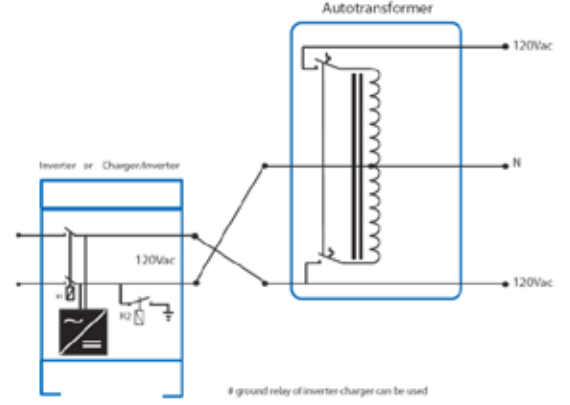 Autotransformer
120Vac
Inverter or Charger/Inverter
N
120Vac
120Vac
R2
# ground relay of inverter-charger can be used